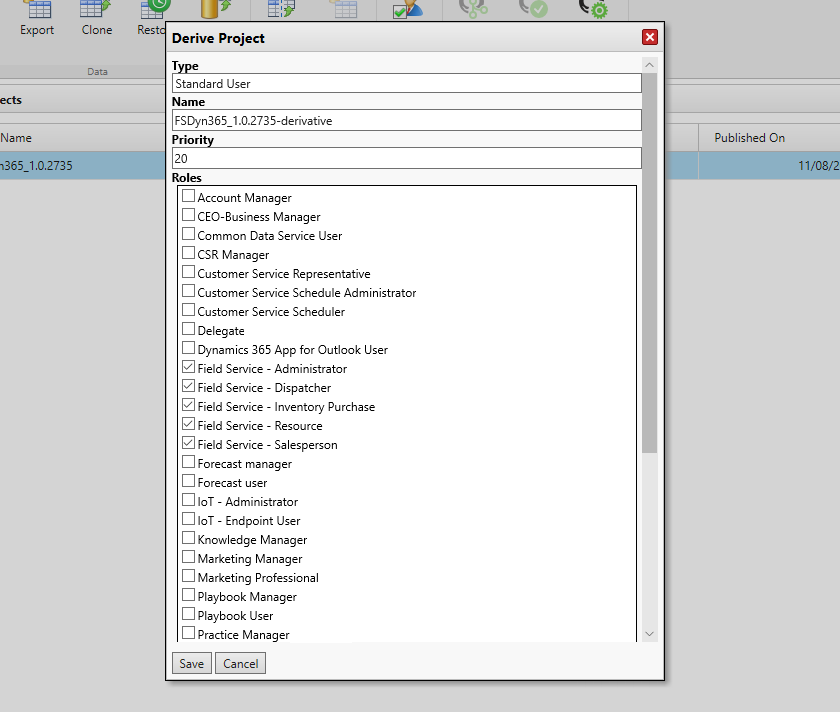 Export
Clone
Resto
Data
ects
Name
Published On
n365_1.0.2735
11/08/2
Derive Project
Type
Standard User
Name
FSDyn365_1.0.2735-derivative
Priority
20
Roles
Account Manager
CEO-Business Manager
Common Data Service User
CSR Manager
Customer Service Representative
Customer Service Schedule Administrator
Customer Service Scheduler
Delegate
Dynamics 365 App for Outlook User
Field Service - Administrator
Field Service - Dispatcher
Field Service - Inventory Purchase
Field Service - Resource
Field Service - Salesperson
Forecast manager
Forecast user
IoT - Administrator
IoT - Endpoint User
Knowledge Manager
Marketing Manager
Marketing Professional
Playbook Manager
Playbook User
Practice Manager
Save
Cancel